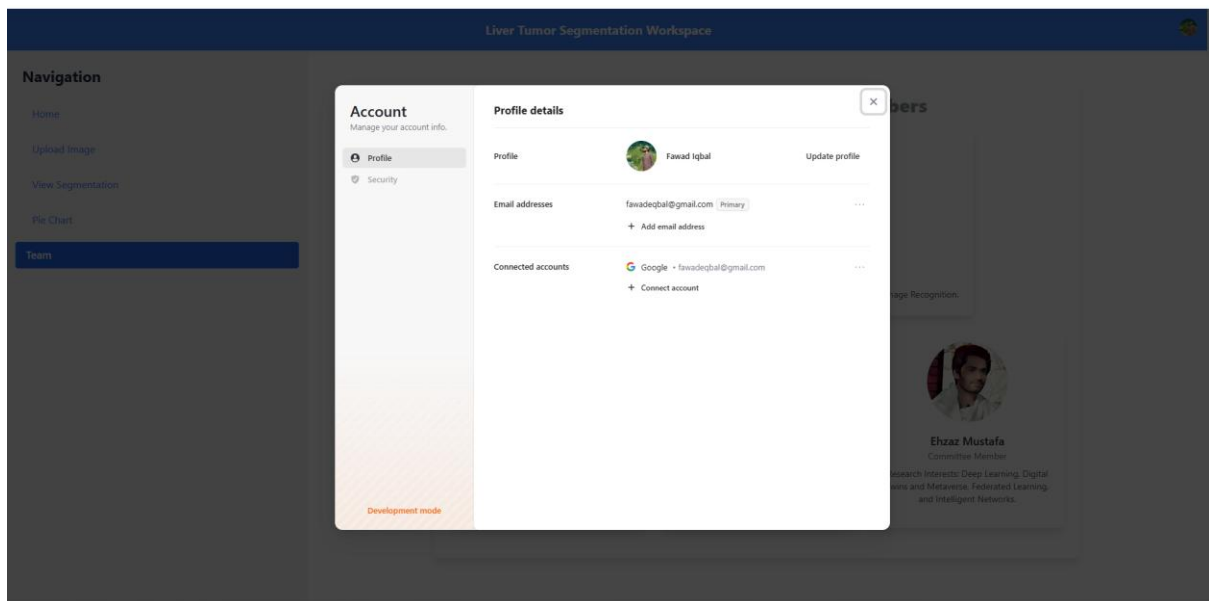 Liver Tumor Segmentation Workspace
Navigation
Home
Upload Image
View Segmentation
Pie Chart
Team
Account
Manage your account info.
Profile
Security
Development mode
Profile details
Profile
Fawad Iqbal
Update profile
Email addresses
fawadeqbal@gmail.com Primary
+ Add email address
Connected accounts
Google • fawadeqbal@gmail.com
+ Connect account
bers
age Recognition.
Ehzaz Mustafa
Committee Member
esearch Interests: Deep Learning, Digital
wins and Metaverse, Federated Learning,
and Intelligent Networks.